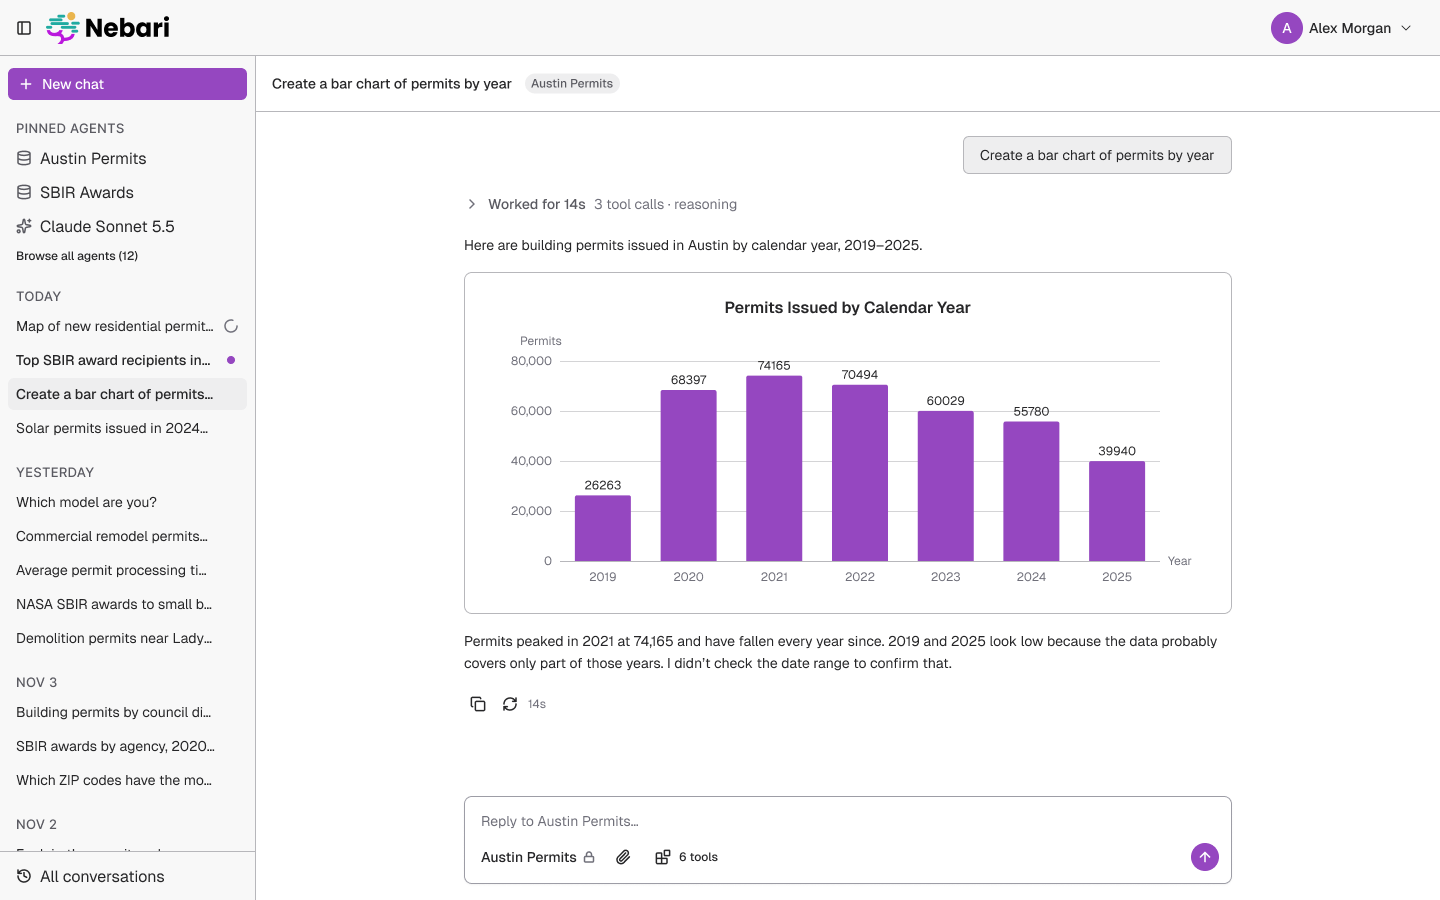 Nebari
A
Alex Morgan
New chat
PINNED AGENTS
Austin Permits
SBIR Awards
Claude Sonnet 5.5
Browse all agents (12)
TODAY
Map of new residential permit...
Top SBIR award recipients in...
Create a bar chart of permits...
Solar permits issued in 2024...
YESTERDAY
Which model are you?
Commercial remodel permits...
Average permit processing ti...
NASA SBIR awards to small b...
Demolition permits near Lady...
NOV 3
Building permits by council di...
SBIR awards by agency, 2020...
Which ZIP codes have the mo...
NOV 2
All conversations
Create a bar chart of permits by year
Austin Permits
Create a bar chart of permits by year
Worked for 14s 3 tool calls · reasoning
Here are building permits issued in Austin by calendar year, 2019–2025.
Permits Issued by Calendar Year
Permits
80,000
60,000
40,000
20,000
0
26263
68397
74165
70494
60029
55780
39940
2019
2020
2021
2022
2023
2024
2025
Year
Permits peaked in 2021 at 74,165 and have fallen every year since. 2019 and 2025 look low because the data probably
covers only part of those years. I didn't check the date range to confirm that.
14s
Reply to Austin Permits...
Austin Permits
6 tools